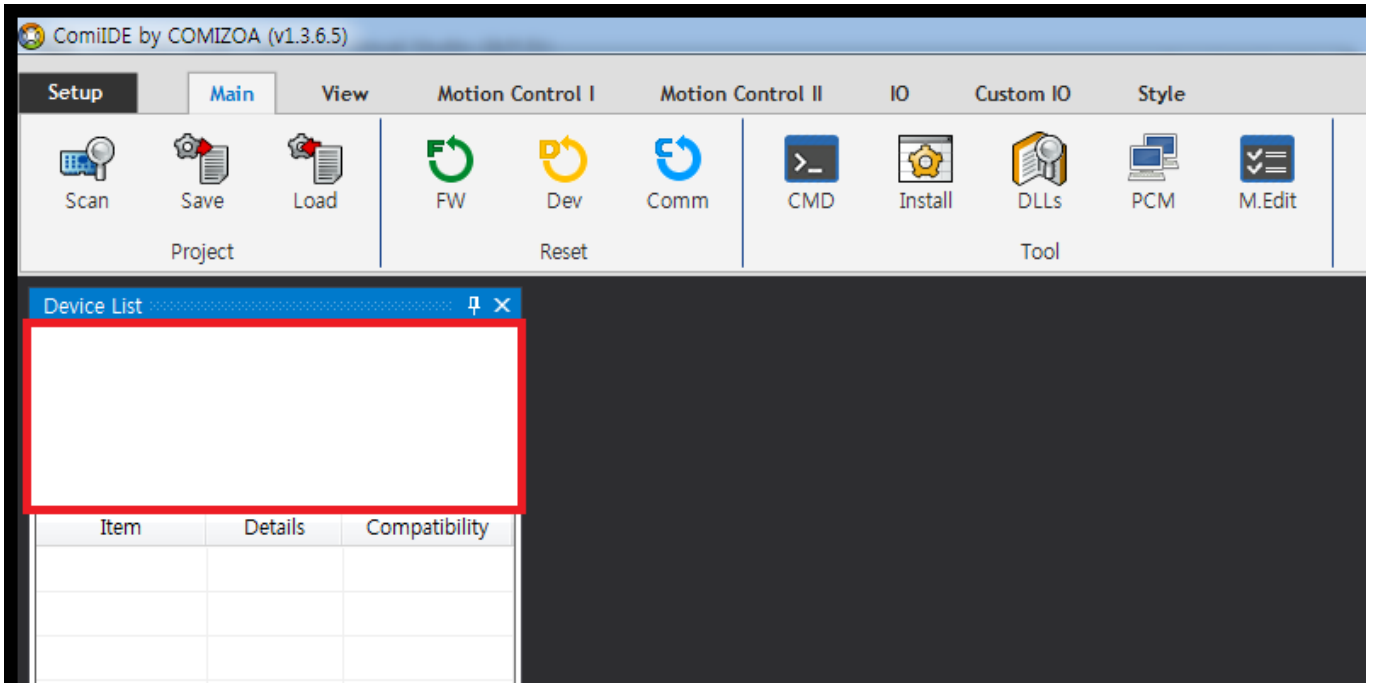 ComiIDE by COMIZOA (v1.3.6.5)
Setup Main View Motion Control I Motion Control II IO Custom IO Style
Scan Save Load FW Dev Comm CMD Install DLLs PCM M.Edit
Project Reset Tool
Device List
Item Details Compatibility